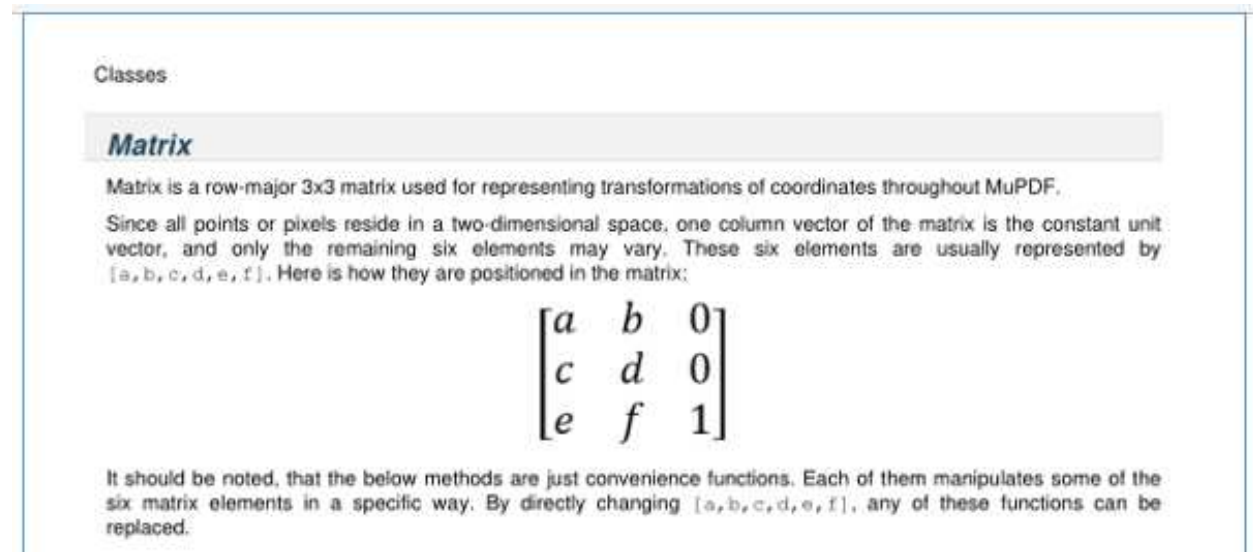 Classes
Matrix
Matrix is a row-major 3x3 matrix used for representing transformations of coordinates throughout MuPDF.
Since all points or pixels reside in a two-dimensional space, one column vector of the matrix is the constant unit
vector, and only the remaining six elements may vary. These six elements are usually represented by
[a,b,c,d,e,f]. Here is how they are positioned in the matrix:
a b 0
c d 0
e f 1
It should be noted, that the below methods are just convenience functions. Each of them manipulates some of the
six matrix elements in a specific way. By directly changing [a,b,c,d,e,f], any of these functions can be
replaced.